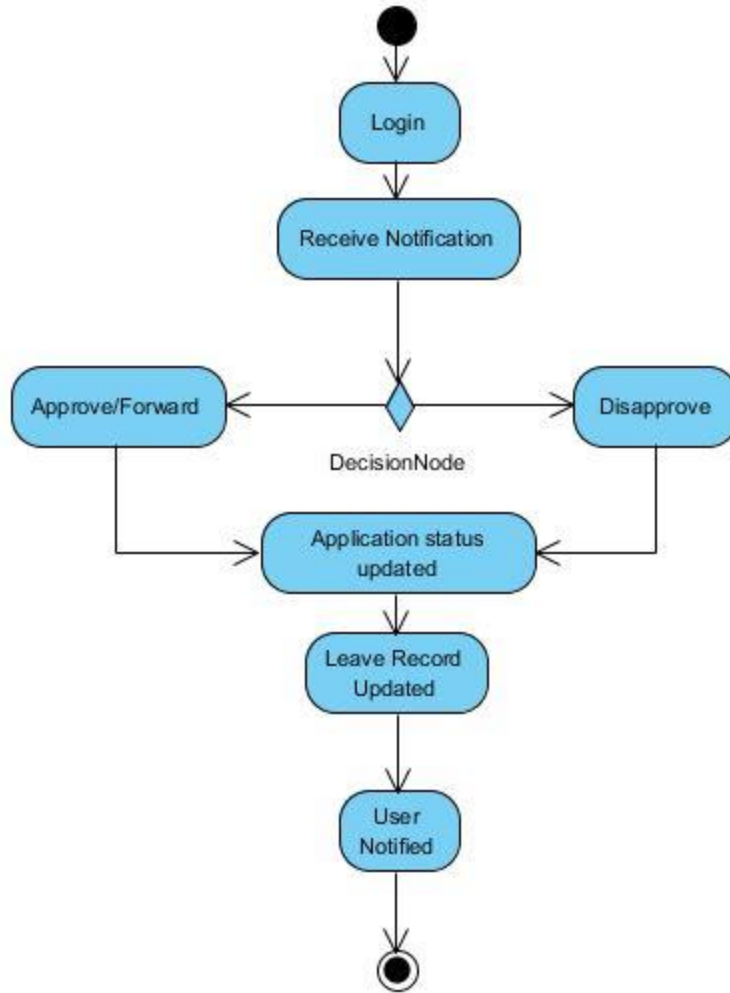 Login
Receive Notification
Approve/Forward
Disapprove
DecisionNode
Application status
updated
Leave Record
Updated
User
Notified